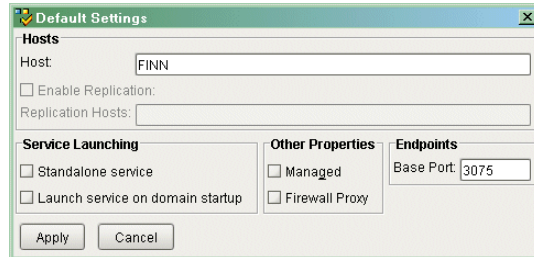 Default Settings
Hosts
Host: FINN
Enable Replication:
Replication Hosts:
Service Launching
Standalone service
Launch service on domain startup
Other Properties
Managed
Firewall Proxy
Endpoints
Base Port: 3075
Apply Cancel